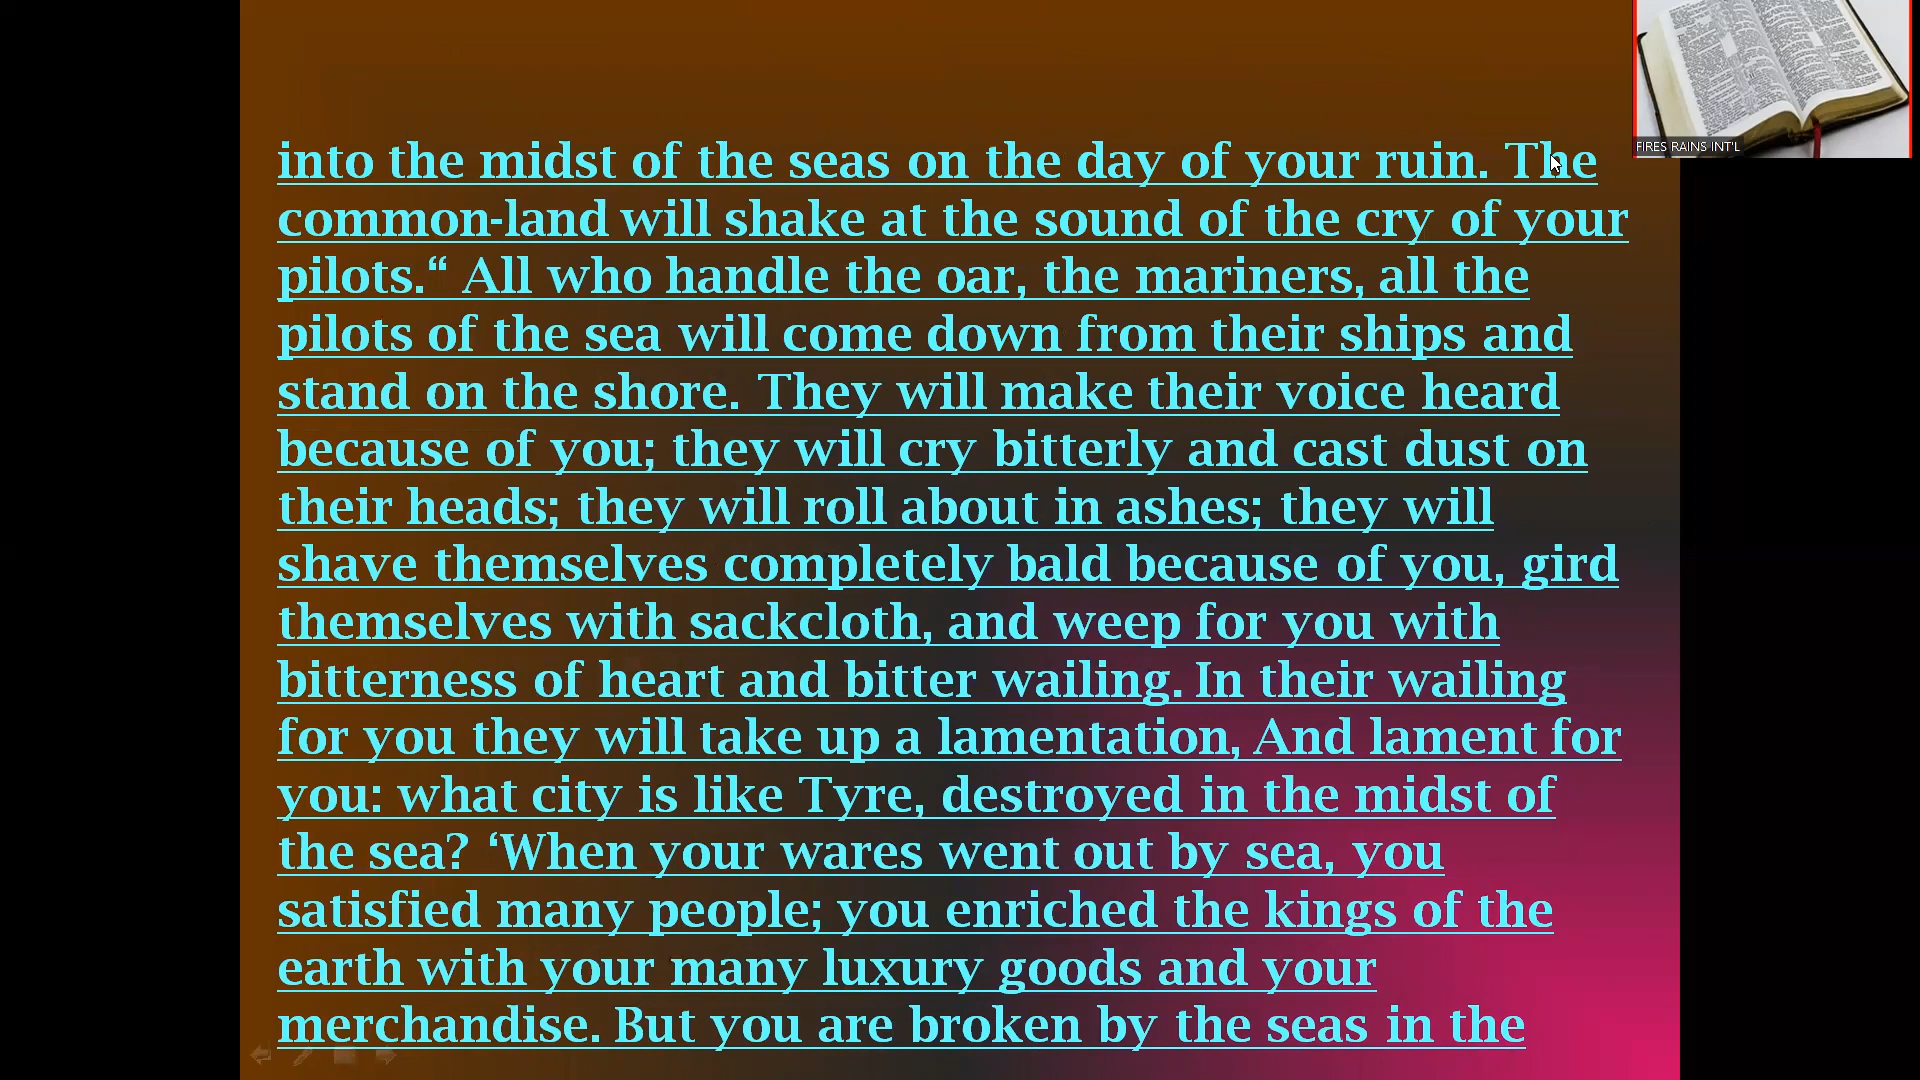 into the midst of the seas on the day of your ruin. The
common-land will shake at the sound of the cry of your
pilots.“ All who handle the oar, the mariners, all the
pilots of the sea will come down from their ships and
stand on the shore. They will make their voice heard
because of you; they will cry bitterly and cast dust on
their heads; they will roll about in ashes; they will
shave themselves completely bald because of you, gird
themselves with sackcloth, and weep for you with
bitterness of heart and bitter wailing. In their wailing
for you they will take up a lamentation, And lament for
you: what city is like Tyre, destroyed in the midst of
the sea? ‘When your wares went out by sea, you
satisfied many people; you enriched the kings of the
earth with your many luxury goods and your
merchandise. But you are broken by the seas in the
FIRES RAINS INT'L